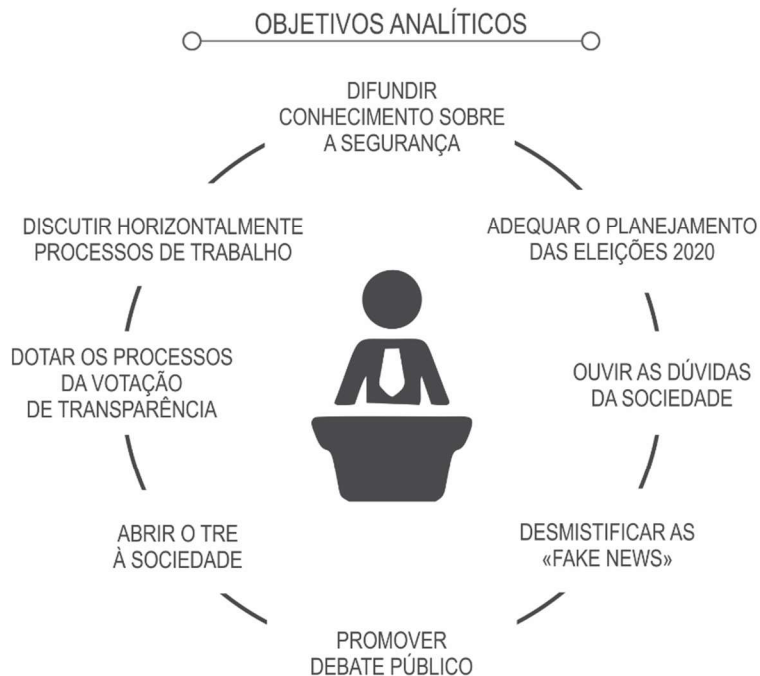 OBJETIVOS ANALÍTICOS
DIFUNDIR
CONHECIMENTO SOBRE
A SEGURANÇA
ADEQUAR O PLANEJAMENTO
DAS ELEIÇÕES 2020
OUVIR AS DÚVIDAS
DA SOCIEDADE
DESMISTIFICAR AS
«FAKE NEWS»
PROMOVER
DEBATE PÚBLICO
ABRIR O TRE
À SOCIEDADE
DOTAR OS PROCESSOS
DA VOTAÇÃO
DE TRANSPARÊNCIA
DISCUTIR HORIZONTALMENTE
PROCESSOS DE TRABALHO